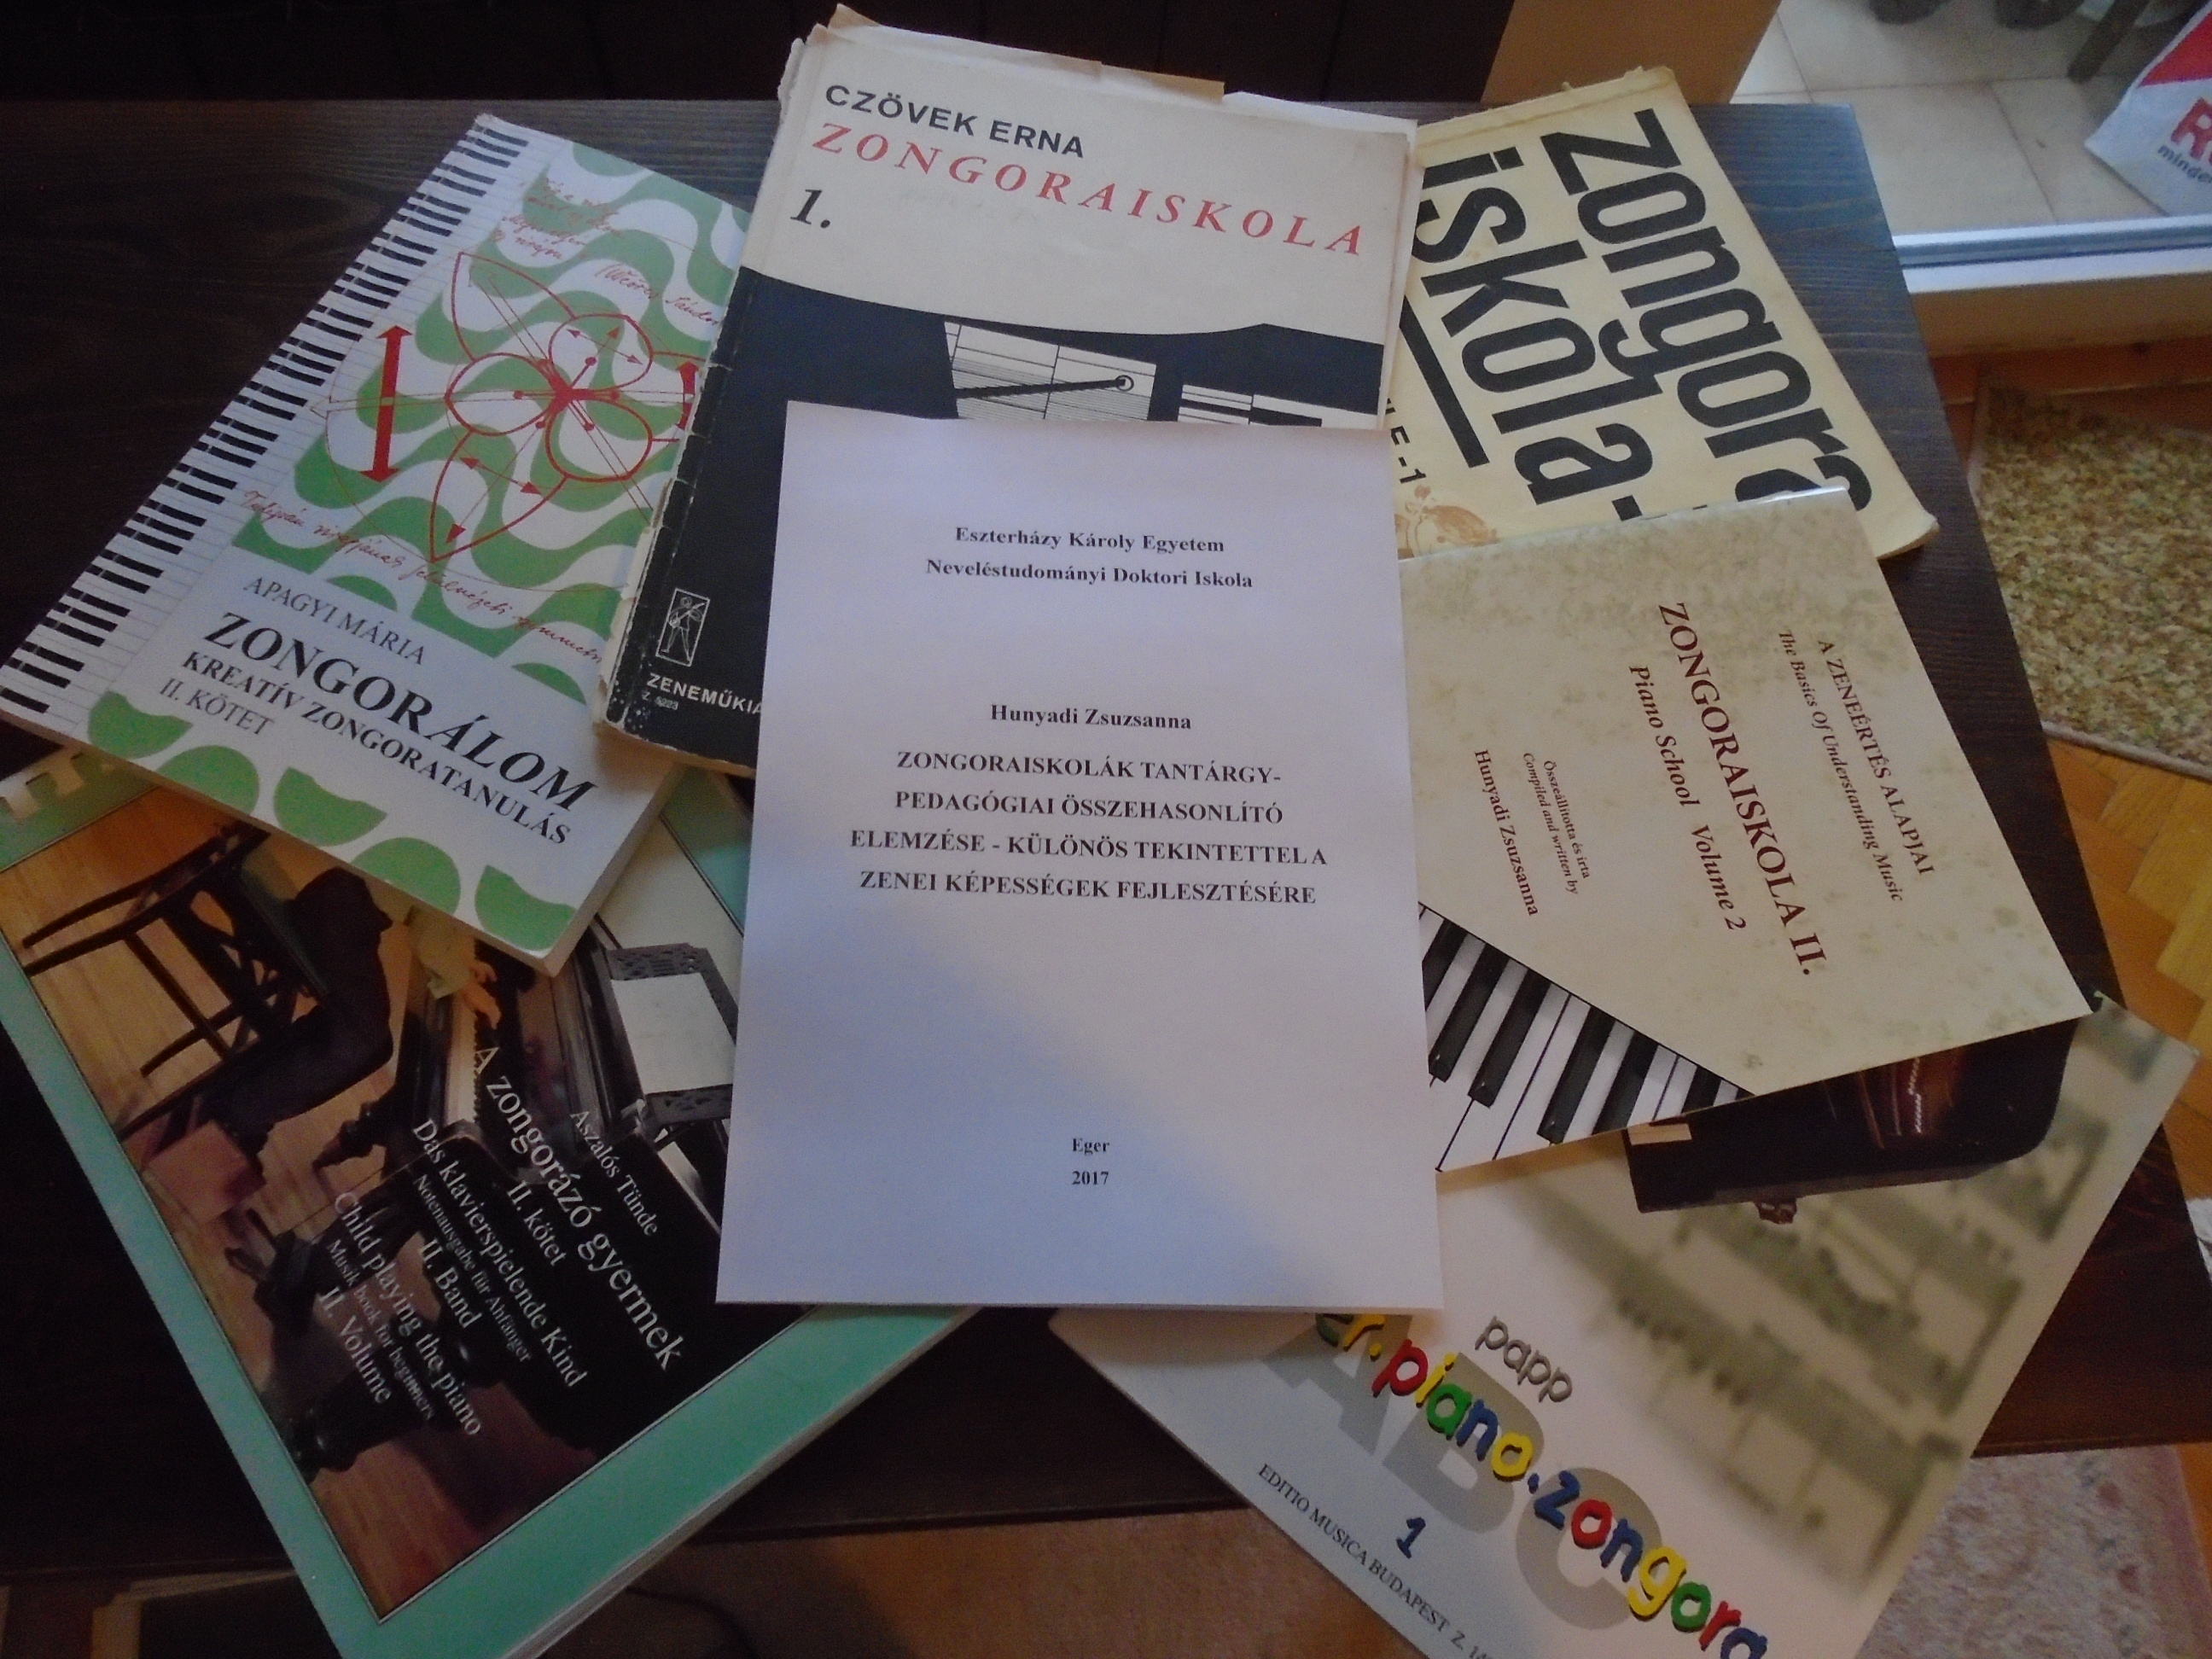 CZÖVEK ERNA
ZONGORAISKOLA
1.
ZENEMŰKIA
Z. 5223
zongora
iskola-
-1
Weöres Sándor
APAGYI MÁRIA
ZONGORÁLOM
KREATÍV ZONGORATANULÁS
II. KÖTET
Eszterházy Károly Egyetem
Neveléstudományi Doktori Iskola
Hunyadi Zsuzsanna
ZONGORAISKOLÁK TANTÁRGY-
PEDAGÓGIAI ÖSSZEHASONLÍTÓ
ELEMZÉSE - KÜLÖNÖS TEKINTETTEL A
ZENEI KÉPESSÉGEK FEJLESZTÉSÉRE
Eger
2017
A ZENEÉRTÉS ALAPJAI
The Basics Of Understanding Music
ZONGORAISKOLA II.
Piano School Volume 2
Összeállította és írta
Compiled and written by
Hunyadi Zsuzsanna
Aszalós Tünde
A zongorázó gyermek
II. kötet
Das klavierspielende Kind
Notenausgabe für Anfänger
II. Band
Child playing the piano
Musik book for beginners
II. Volume
papp
er.piano.zongora
ABC
1
EDITIO MUSICA BUDAPEST Z.